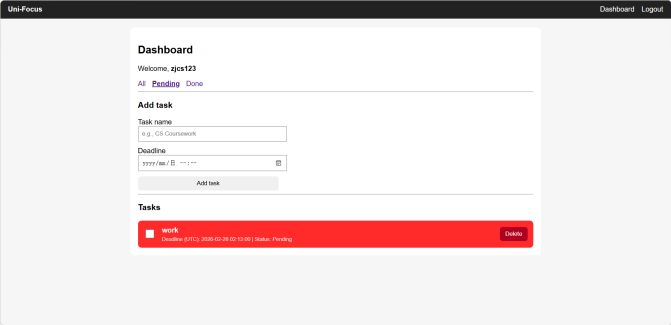 Uni-Focus Dashboard Logout
Dashboard
Welcome, zjcs123
All Pending Done
Add task
Task name
e.g., CS Coursework
Deadline
yyyy/mm/日 --:--
Add task
Tasks
work
Deadline (UTC): 2026-02-28 02:13:00 | Status: Pending
Delete